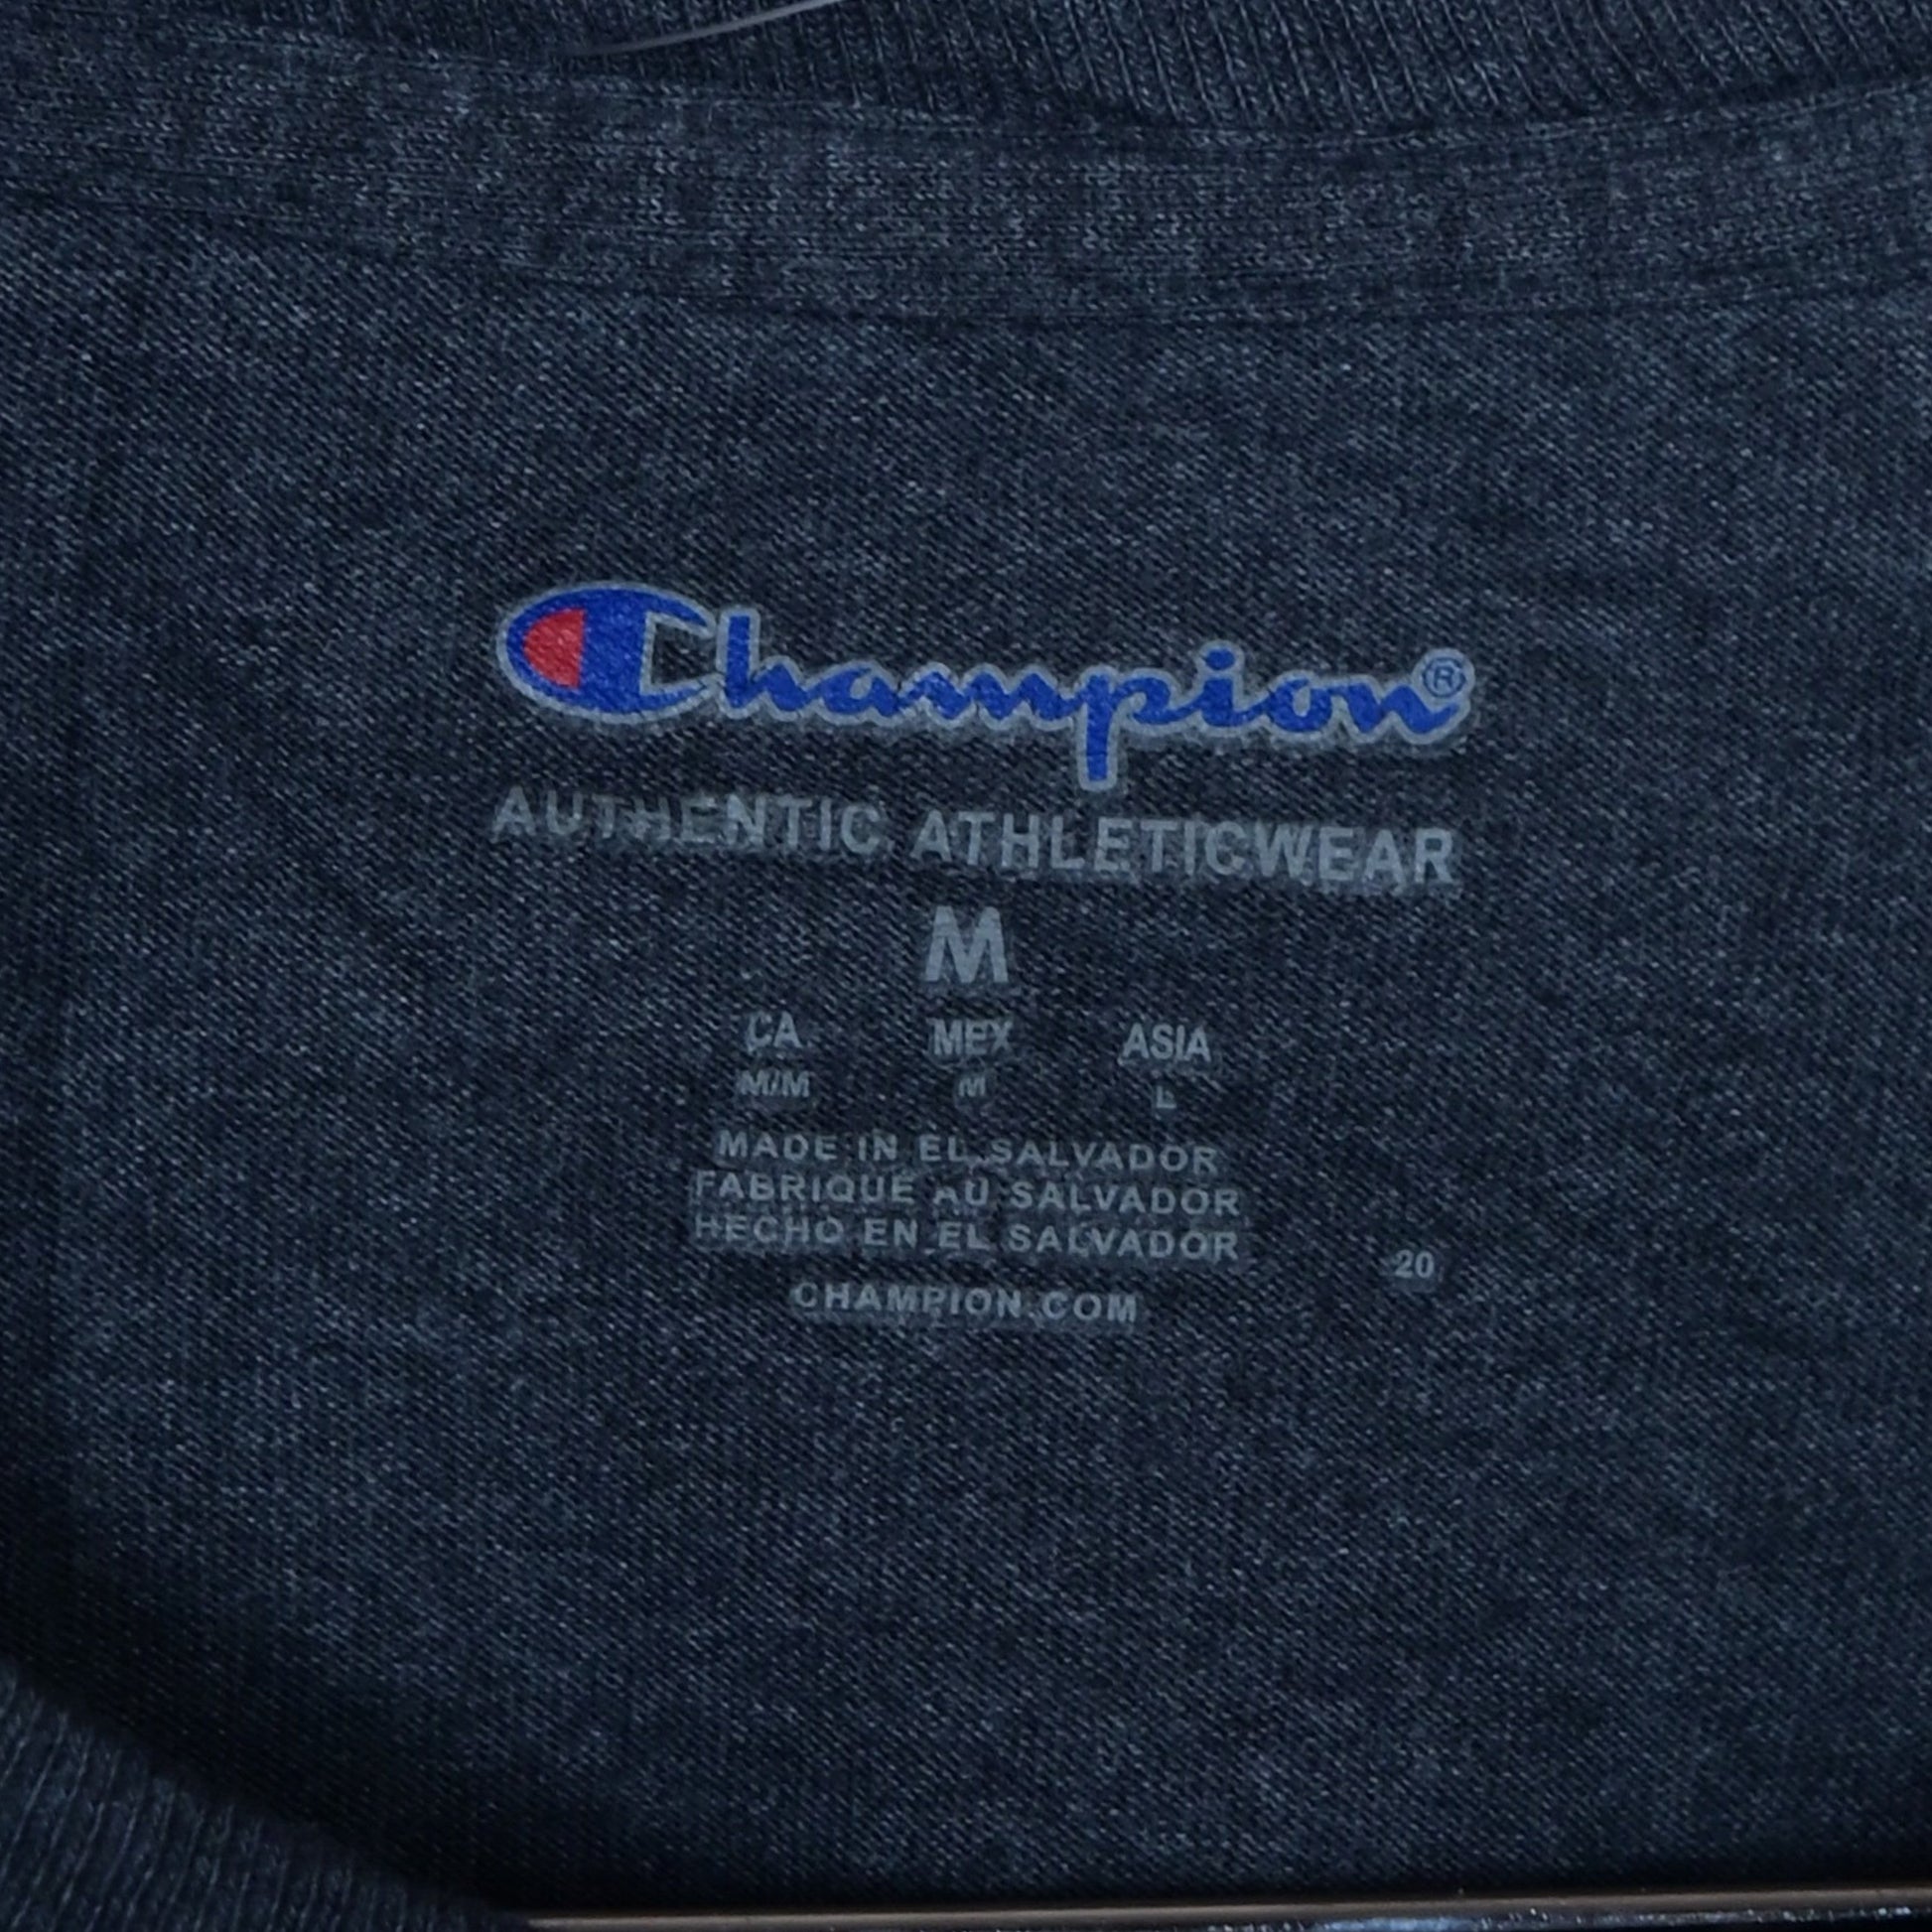 Champion®
AUTHENTIC ATHLETICWEAR
M
CA MEX ASIA
M/M M L
MADE IN EL SALVADOR
FABRIQUE AU SALVADOR
HECHO EN EL SALVADOR
20
CHAMPION.COM